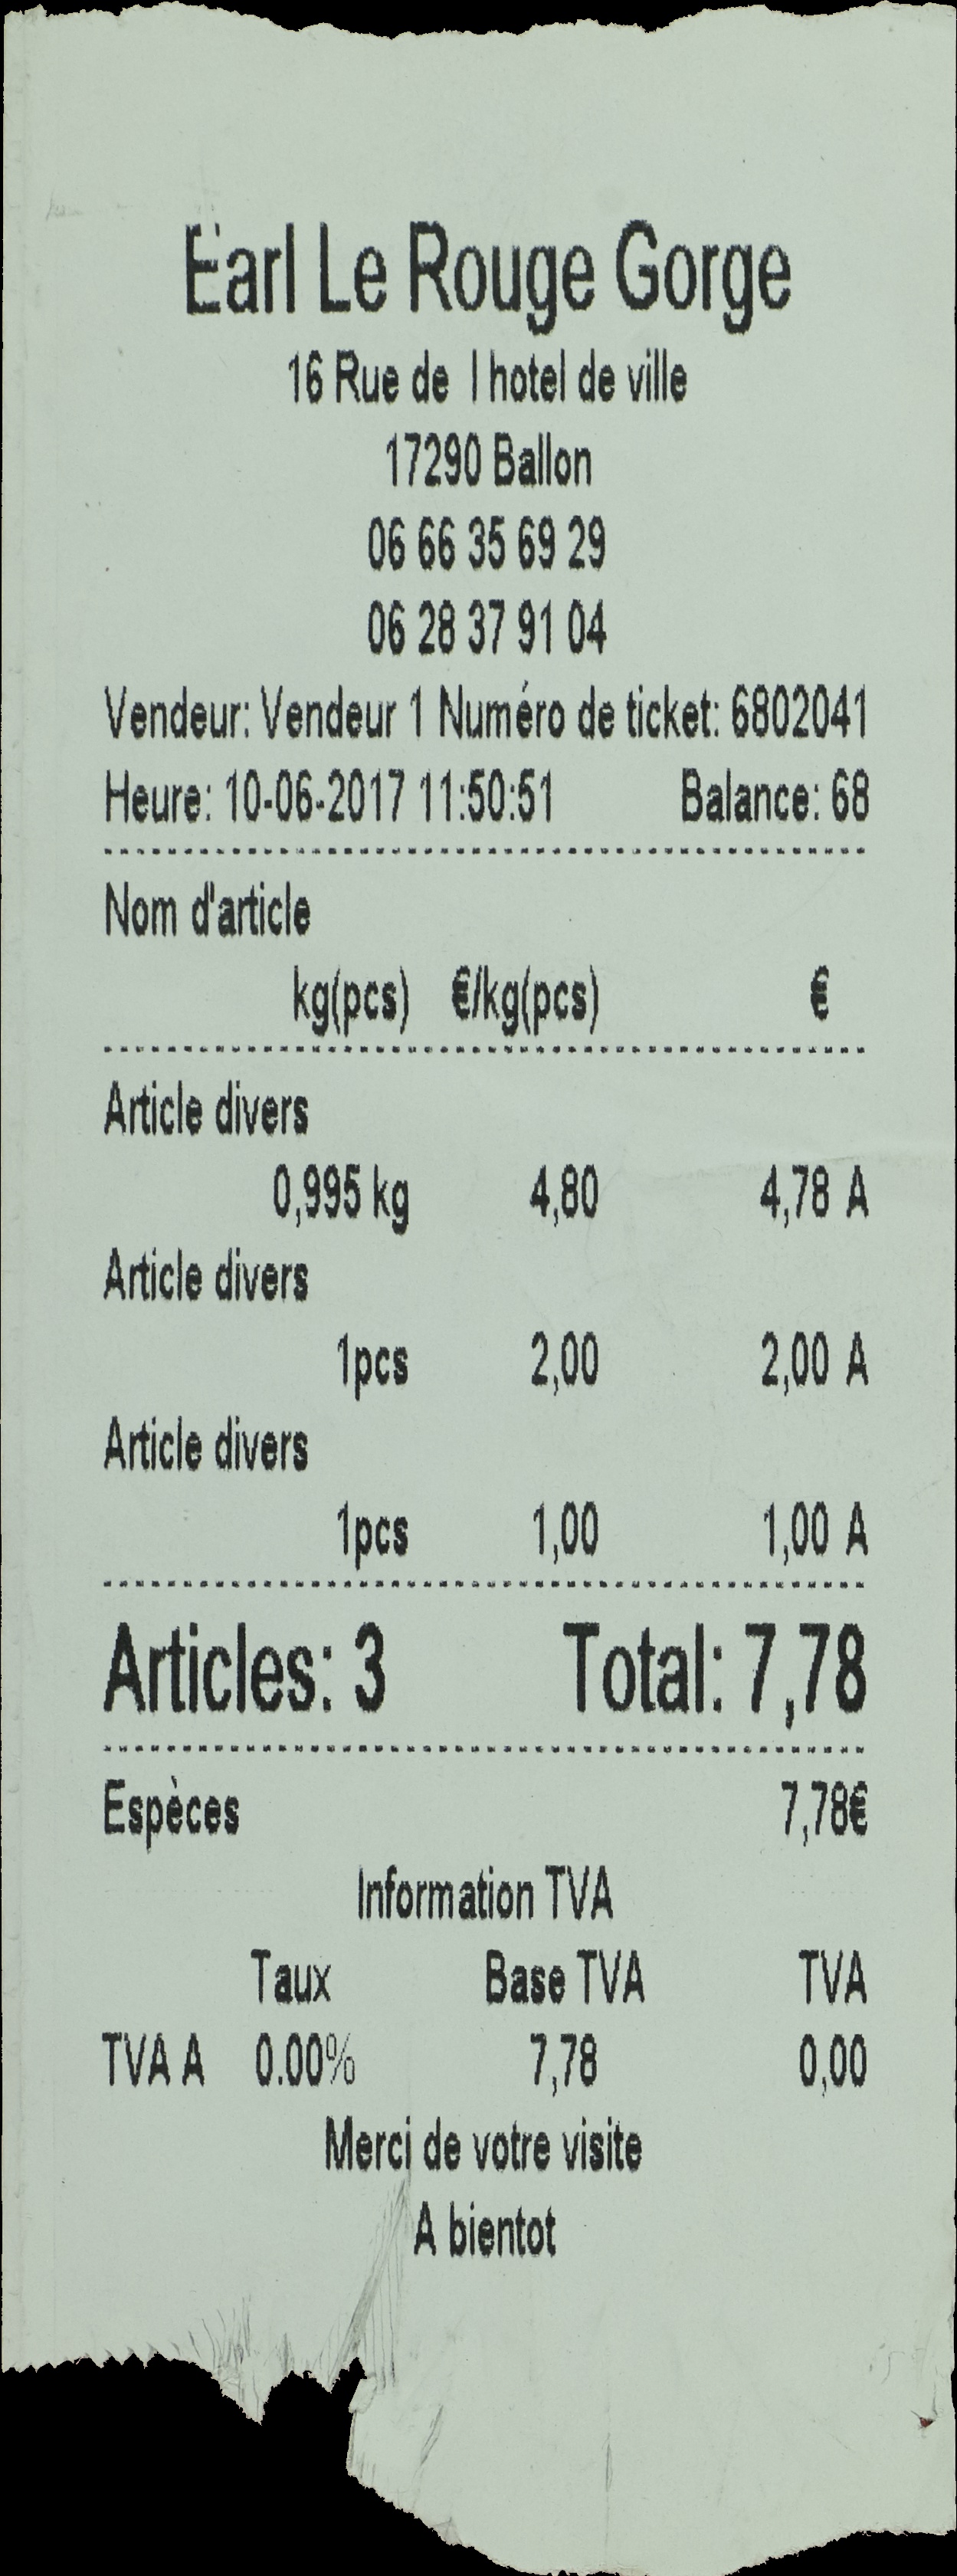 Earl Le Rouge Gorge
16 Rue de l hotel de ville
17290 Ballon
06 66 35 69 29
06 28 37 91 04
Vendeur: Vendeur 1 Numéro de ticket: 6802041
Heure: 10-06-2017 11:50:51 Balance: 68
Nom d'article
kg(pcs) €/kg(pcs) €
Article divers
0,995 kg 4,80 4,78 A
Article divers
1pcs 2,00 2,00 A
Article divers
1pcs 1,00 1,00 A
Articles: 3 Total: 7,78
Espèces 7,78€
Information TVA
Taux Base TVA TVA
TVA A 0.00% 7,78 0,00
Merci de votre visite
A bientot